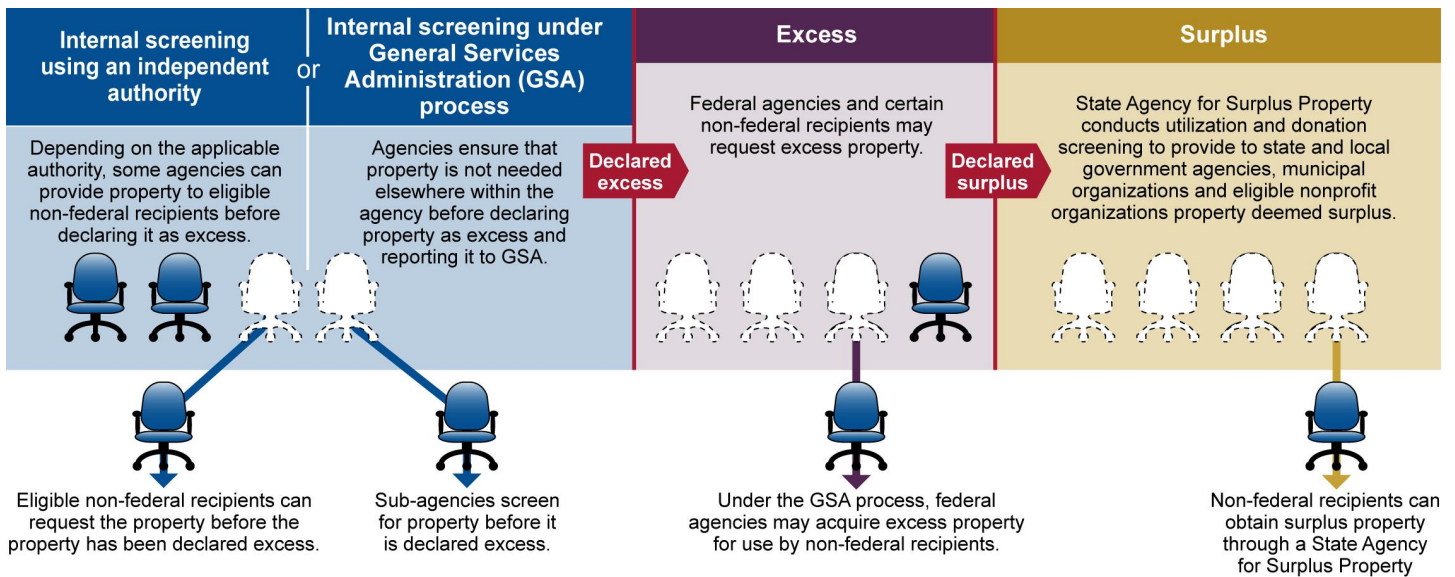 Internal screening
using an independent
authority
or
Internal screening under
General Services
Administration (GSA)
process
Excess
Surplus
Depending on the applicable
authority, some agencies can
provide property to eligible
non-federal recipients before
declaring it as excess.
Agencies ensure that
property is not needed
elsewhere within the
agency before declaring
property as excess and
reporting it to GSA.
Declared
excess
Federal agencies and certain
non-federal recipients may
request excess property.
Declared
surplus
State Agency for Surplus Property
conducts utilization and donation
screening to provide to state and local
government agencies, municipal
organizations and eligible nonprofit
organizations property deemed surplus.
Eligible non-federal recipients can
request the property before the
property has been declared excess.
Sub-agencies screen
for property before it
is declared excess.
Under the GSA process, federal
agencies may acquire excess property
for use by non-federal recipients.
Non-federal recipients can
obtain surplus property
through a State Agency
for Surplus Property